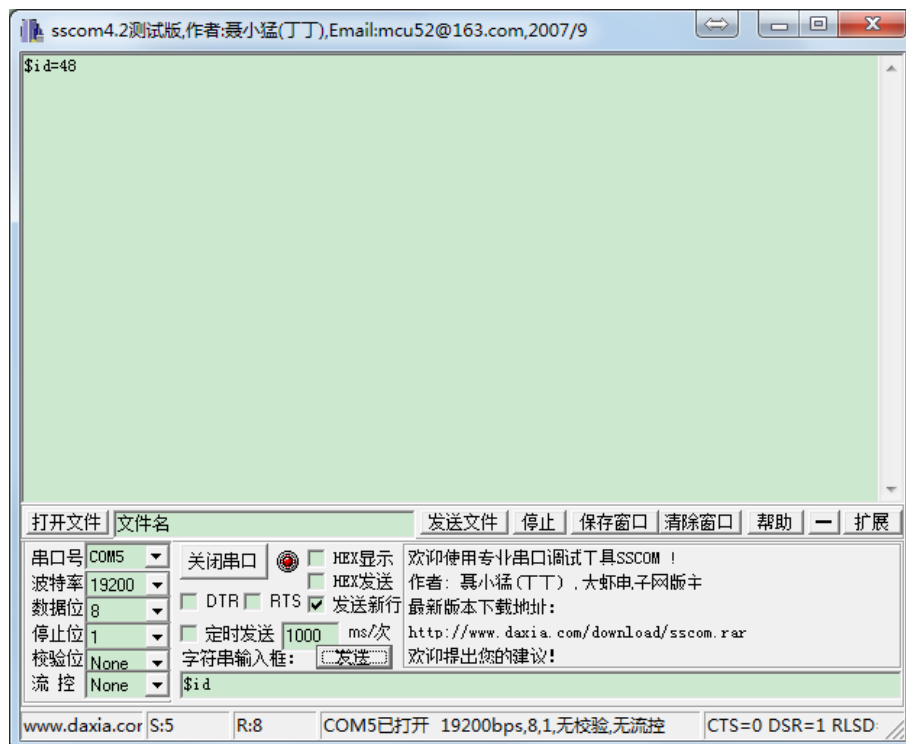 sscom4.2测试版,作者:聂小猛(丁丁),Email:mcu52@163.com,2007/9
$id=48
打开文件 文件名 发送文件 停止 保存窗口 清除窗口 帮助 一 扩展
串口号 COM5 关闭串口 HEX显示 欢迎使用专业串口调试工具SSCOM !
波特率 19200 HEX发送 作者: 聂小猛(丁丁) ,大虾电子网版主
数据位 8 DTR RTS 发送新行 最新版本下载地址:
停止位 1 定时发送 1000 ms/次 http://www.daxia.com/download/sscom.rar
校验位 None 字符串输入框: 发送 欢迎提出您的建议!
流 控 None $id
www.daxia.cor S:5 R:8 COM5已打开 19200bps,8,1,无校验,无流控 CTS=0 DSR=1 RLSD: